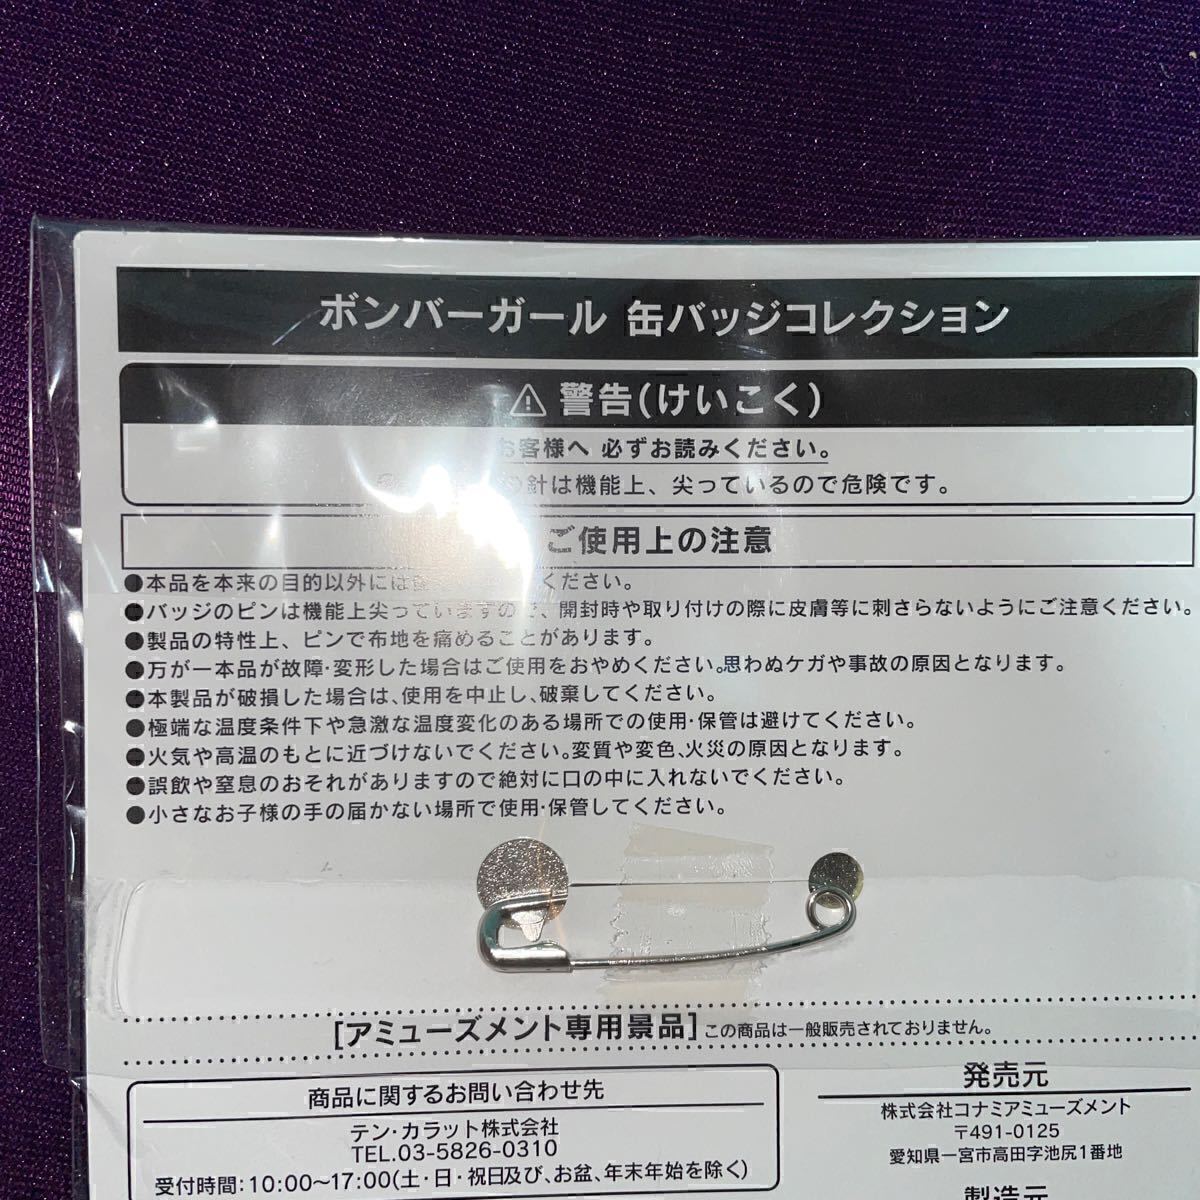 ボンバーガール 缶バッジコレクション
⚠警告(けいこく)
お客様へ 必ずお読みください。
の針は機能上、尖っているので危険です。
ご使用上の注意
●本品を本来の目的以外には ください。
●バッジのピンは機能上尖っていますので、開封時や取り付けの際に皮膚等に刺さらないようにご注意ください。
●製品の特性上、ピンで布地を痛めることがあります。
●万が一本品が故障・変形した場合はご使用をおやめください。思わぬケガや事故の原因となります。
●本製品が破損した場合は、使用を中止し、破棄してください。
●極端な温度条件下や急激な温度変化のある場所での使用・保管は避けてください。
●火気や高温のもとに近づけないでください。変質や変色、火災の原因となります。
●誤飲や窒息のおそれがありますので絶対に口の中に入れないでください。
●小さなお子様の手の届かない場所で使用・保管してください。
[アミューズメント専用景品] この商品は一般販売されておりません。
商品に関するお問い合わせ先
テン・カラット株式会社
TEL.03-5826-0310
受付時間:10:00~17:00(土・日・祝日及び、お盆、年末年始を除く)
発売元
株式会社コナミアミューズメント
〒491-0125
愛知県一宮市高田字池尻1番地
製造元